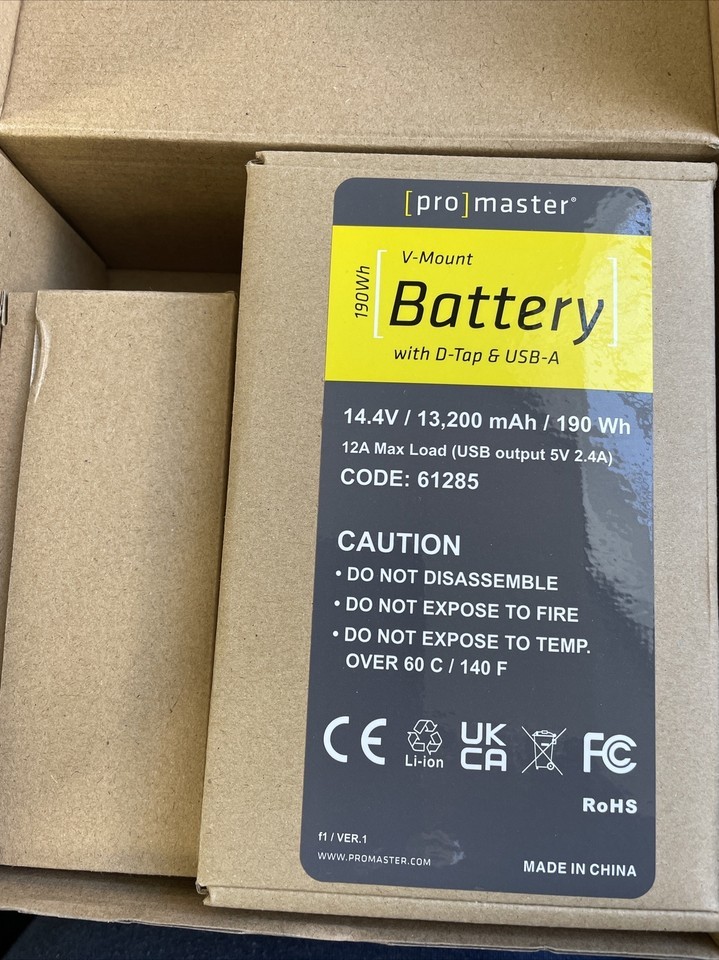 [pro]master®
190Wh
V-Mount
Battery
with D-Tap & USB-A
14.4V / 13,200 mAh / 190 Wh
12A Max Load (USB output 5V 2.4A)
CODE: 61285
CAUTION
• DO NOT DISASSEMBLE
• DO NOT EXPOSE TO FIRE
• DO NOT EXPOSE TO TEMP.
OVER 60 C / 140 F
CE
Li-ion
UK
CA
FC
RoHS
f1 / VER.1
WWW.PROMASTER.COM
MADE IN CHINA